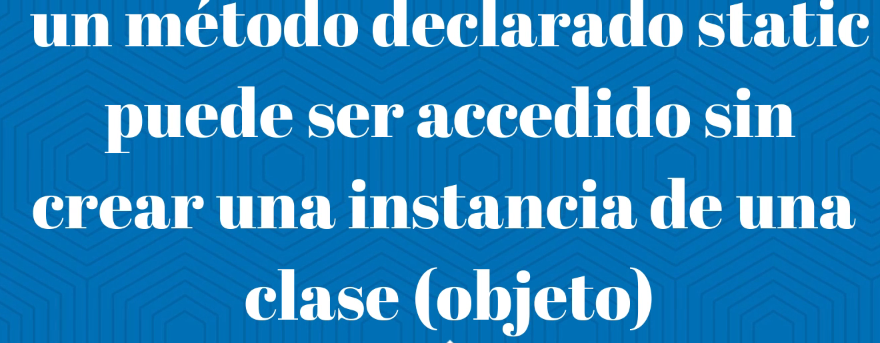 un método declarado static
puede ser accedido sin
crear una instancia de una
clase (objeto)